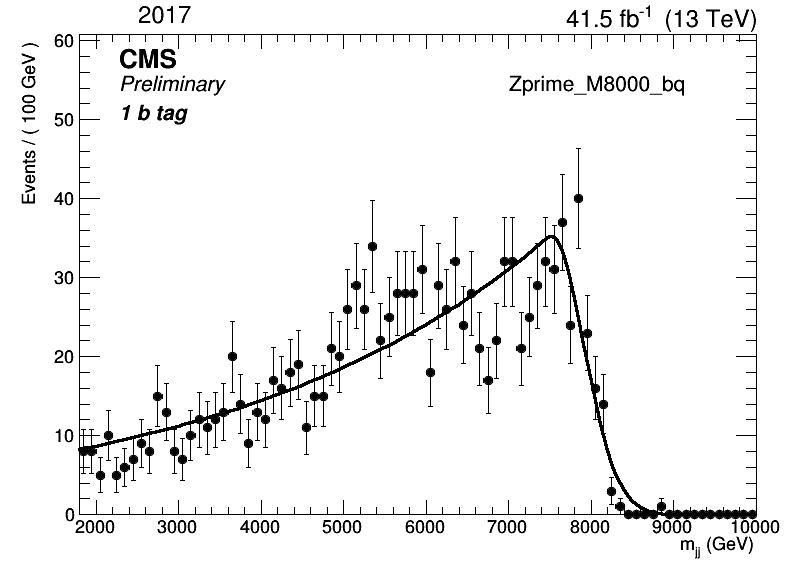 2017
41.5 fb-1 (13 TeV)
CMS
Preliminary
1 b tag
Zprime_M8000_bq
Events / ( 100 GeV )
60
50
40
30
20
10
0
2000 3000 4000 5000 6000 7000 8000 9000 10000
mjj (GeV)